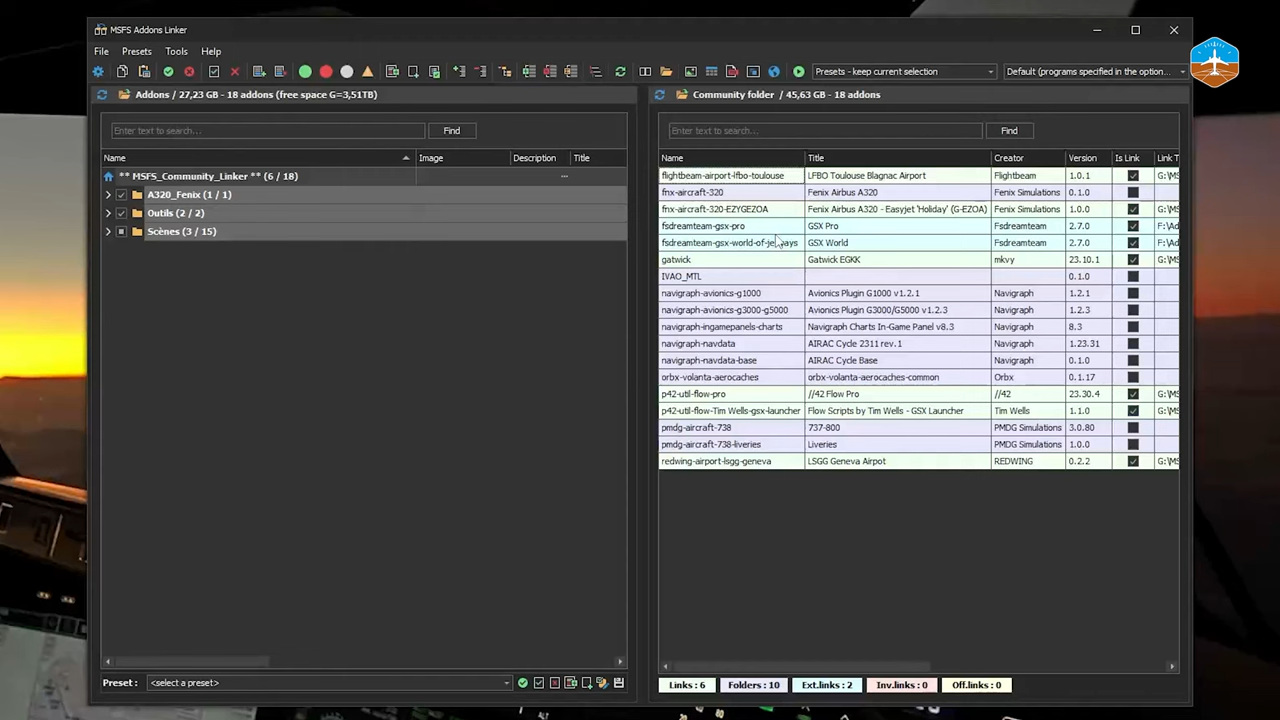 MSFS Addons Linker
File Presets Tools Help
Presets - keep current selection
Default (programs specified in the option...
Addons / 27,23 GB - 18 addons (free space G=3,51TB)
Enter text to search...
Find
Name Image Description Title
** MSFS_Community_Linker ** (6 / 18) ...
A320_Fenix (1 / 1)
Outils (2 / 2)
Scènes (3 / 15)
Preset : <select a preset>
Community folder / 45,63 GB - 18 addons
Enter text to search...
Find
Name Title Creator Version Is Link Link T
flightbeam-airport-lfbo-toulouse LFBO Toulouse Blagnac Airport Flightbeam 1.0.1 G:\MS
fnx-aircraft-320 Fenix Airbus A320 Fenix Simulations 0.1.0
fnx-aircraft-320-EZYGEZOA Fenix Airbus A320 - Easyjet 'Holiday' (G-EZOA) Fenix Simulations 1.0.0 G:\MS
fsdreamteam-gsx-pro GSX Pro Fsdreamteam 2.7.0 F:\Ad
fsdreamteam-gsx-world-of-jetways GSX World Fsdreamteam 2.7.0 F:\Ad
gatwick Gatwick EGKK mkvy 23.10.1 G:\MS
IVAO_MTL 0.1.0
navigraph-avionics-g1000 Avionics Plugin G1000 v1.2.1 Navigraph 1.2.1
navigraph-avionics-g3000-g5000 Avionics Plugin G3000/G5000 v1.2.3 Navigraph 1.2.3
navigraph-ingamepanels-charts Navigraph Charts In-Game Panel v8.3 Navigraph 8.3
navigraph-navdata AIRAC Cycle 2311 rev.1 Navigraph 1.23.31
navigraph-navdata-base AIRAC Cycle Base Navigraph 0.1.0
orbx-volanta-aerocaches orbx-volanta-aerocaches-common Orbx 0.1.17
p42-util-flow-pro //42 Flow Pro //42 23.30.4 G:\MS
p42-util-flow-Tim Wells-gsx-launcher Flow Scripts by Tim Wells - GSX Launcher Tim Wells 1.1.0 G:\MS
pmdg-aircraft-738 737-800 PMDG Simulations 3.0.80
pmdg-aircraft-738-liveries Liveries PMDG Simulations 1.0.0
redwing-airport-lsgg-geneva LSGG Geneva Airpot REDWING 0.2.2 G:\MS
Links : 6 Folders : 10 Ext.links : 2 Inv.links : 0 Off.links : 0